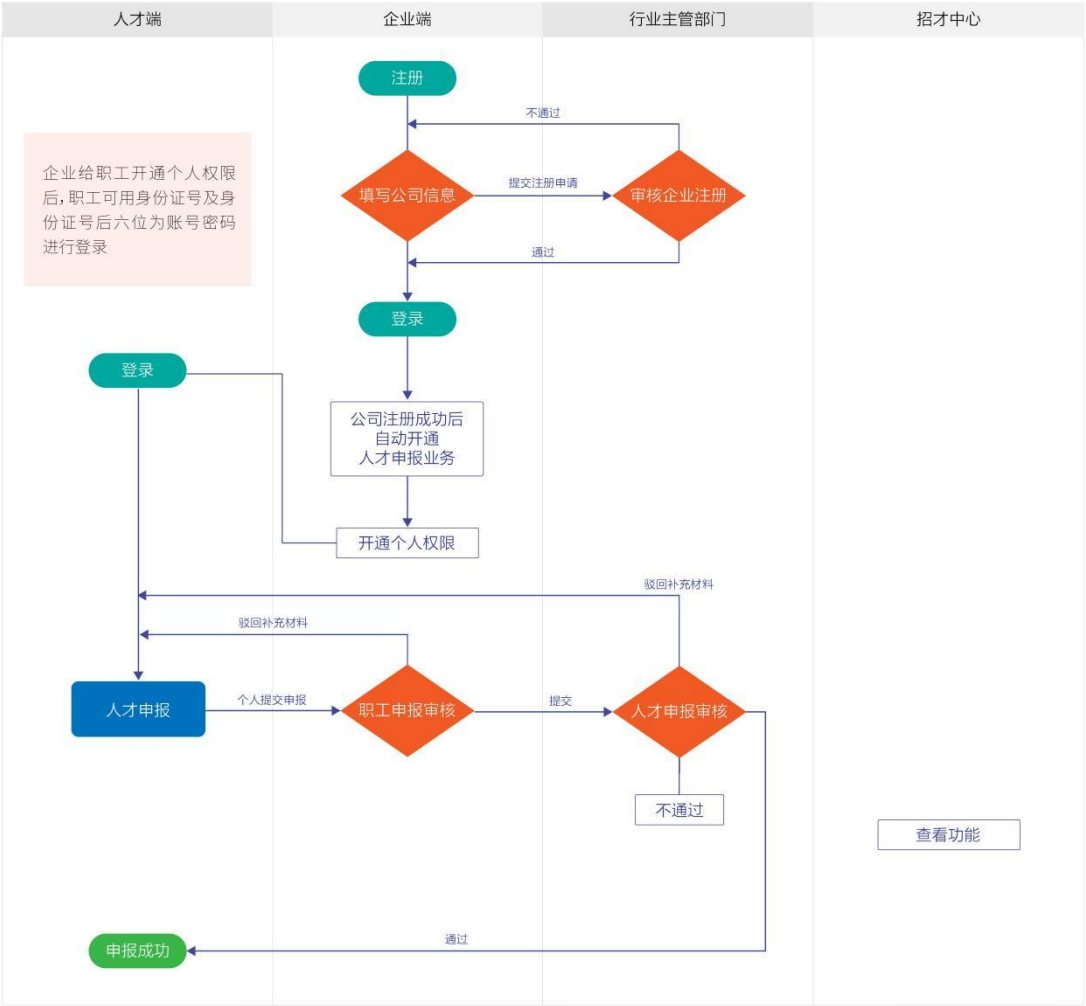 人才端
企业端
行业主管部门
招才中心
注册
不通过
企业给职工开通个人权限
后,职工可用身份证号及身
份证号后六位为账号密码
进行登录
填写公司信息
提交注册申请
审核企业注册
通过
登录
登录
公司注册成功后
自动开通
人才申报业务
开通个人权限
驳回补充材料
驳回补充材料
人才申报
个人提交申报
职工申报审核
提交
人才申报审核
不通过
查看功能
申报成功
通过